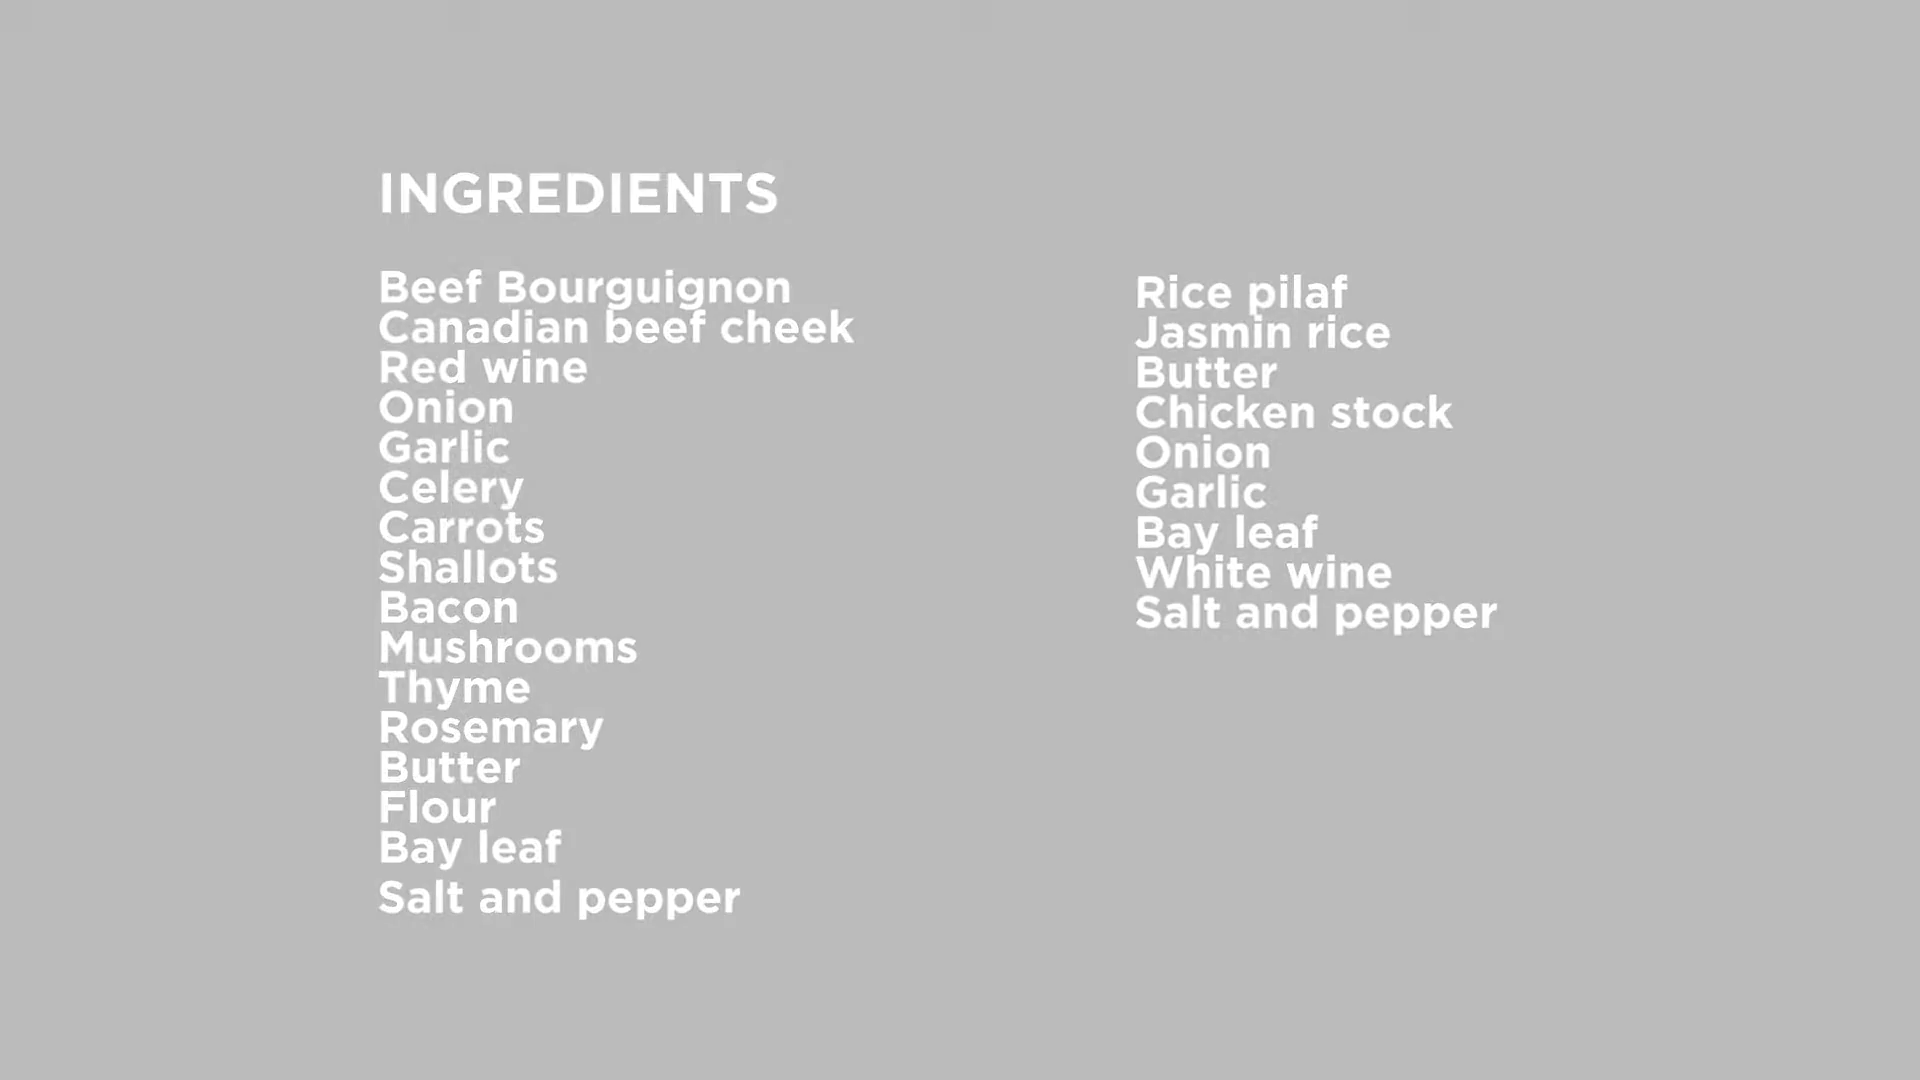 INGREDIENTS
Beef Bourguignon
Canadian beef cheek
Red wine
Onion
Garlic
Celery
Carrots
Shallots
Bacon
Mushrooms
Thyme
Rosemary
Butter
Flour
Bay leaf
Salt and pepper
Rice pilaf
Jasmin rice
Butter
Chicken stock
Onion
Garlic
Bay leaf
White wine
Salt and pepper